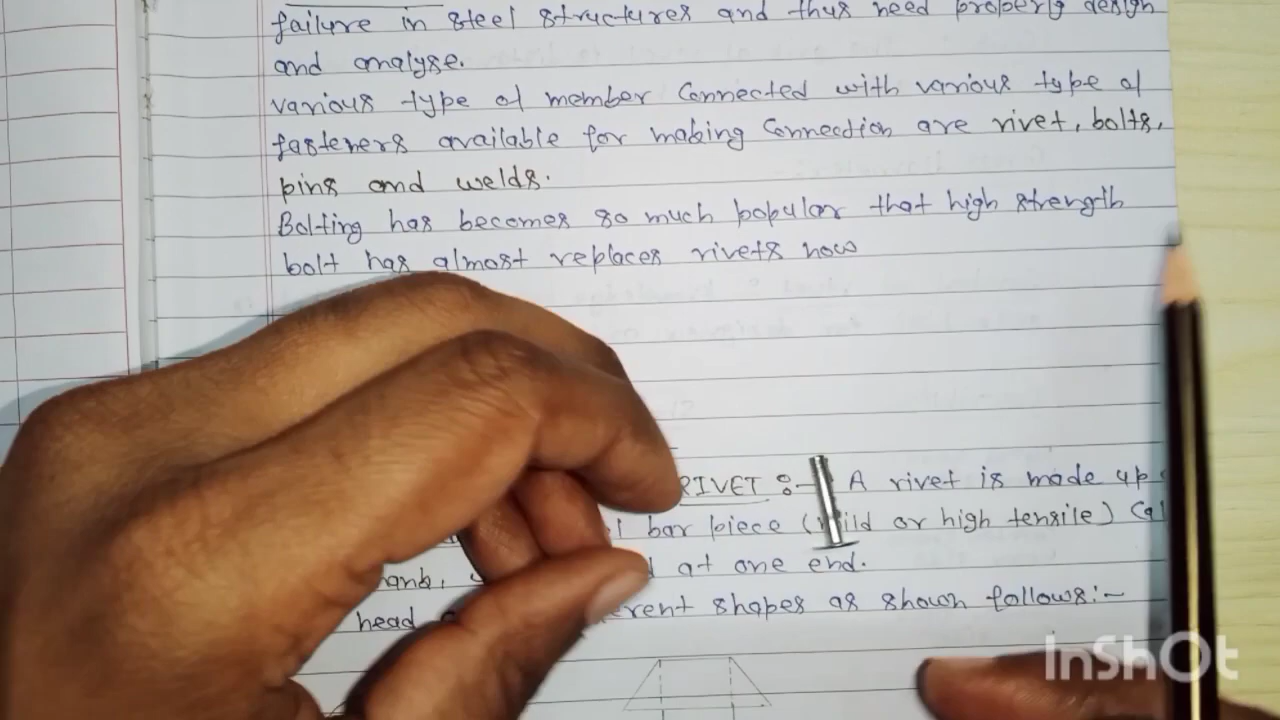 failure in steel structures and thus need properly design
and analyse.
various type of member Connected with various type of
fasteners available for making Connection are rivet, bolts,
pins and welds.
Bolting has becomes so much popular that high strength
bolt has almost replaces rivets now
RIVET :- A rivet is made up
bar piece (mild or high tensile)
at one end.
head shapes as shown follows:-
InShOt